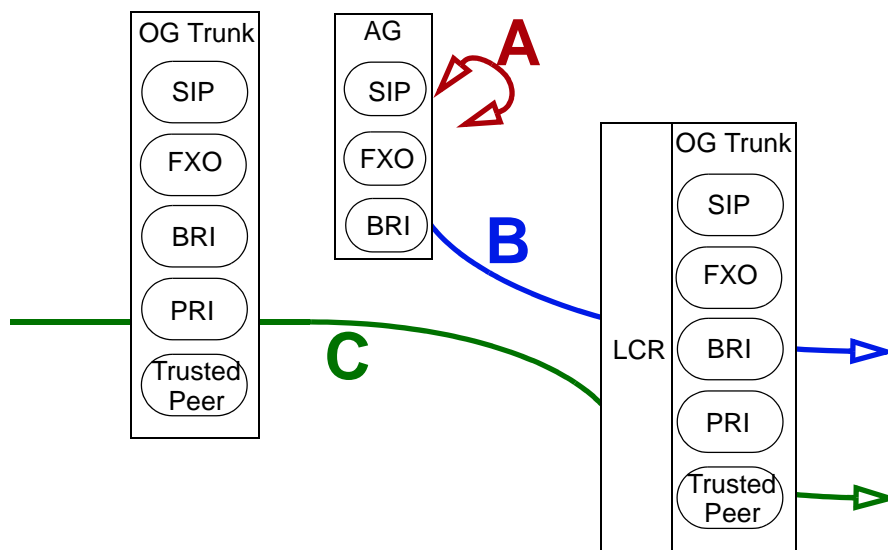 OG Trunk
SIP
FXO
BRI
PRI
Trusted
Peer
AG
SIP
FXO
BRI
A
B
C
LCR
OG Trunk
SIP
FXO
BRI
PRI
Trusted
Peer